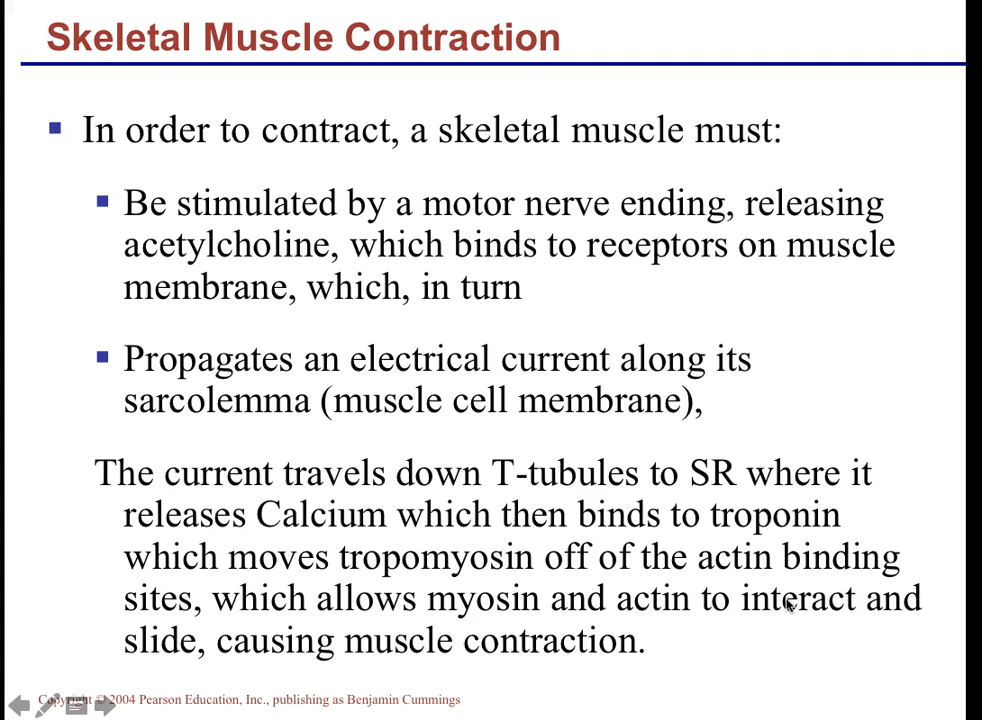 Skeletal Muscle Contraction
In order to contract, a skeletal muscle must:
Be stimulated by a motor nerve ending, releasing
acetylcholine, which binds to receptors on muscle
membrane, which, in turn
Propagates an electrical current along its
sarcolemma (muscle cell membrane),
The current travels down T-tubules to SR where it
releases Calcium which then binds to troponin
which moves tropomyosin off of the actin binding
sites, which allows myosin and actin to interact and
slide, causing muscle contraction.
Copyright © 2004 Pearson Education, Inc., publishing as Benjamin Cummings